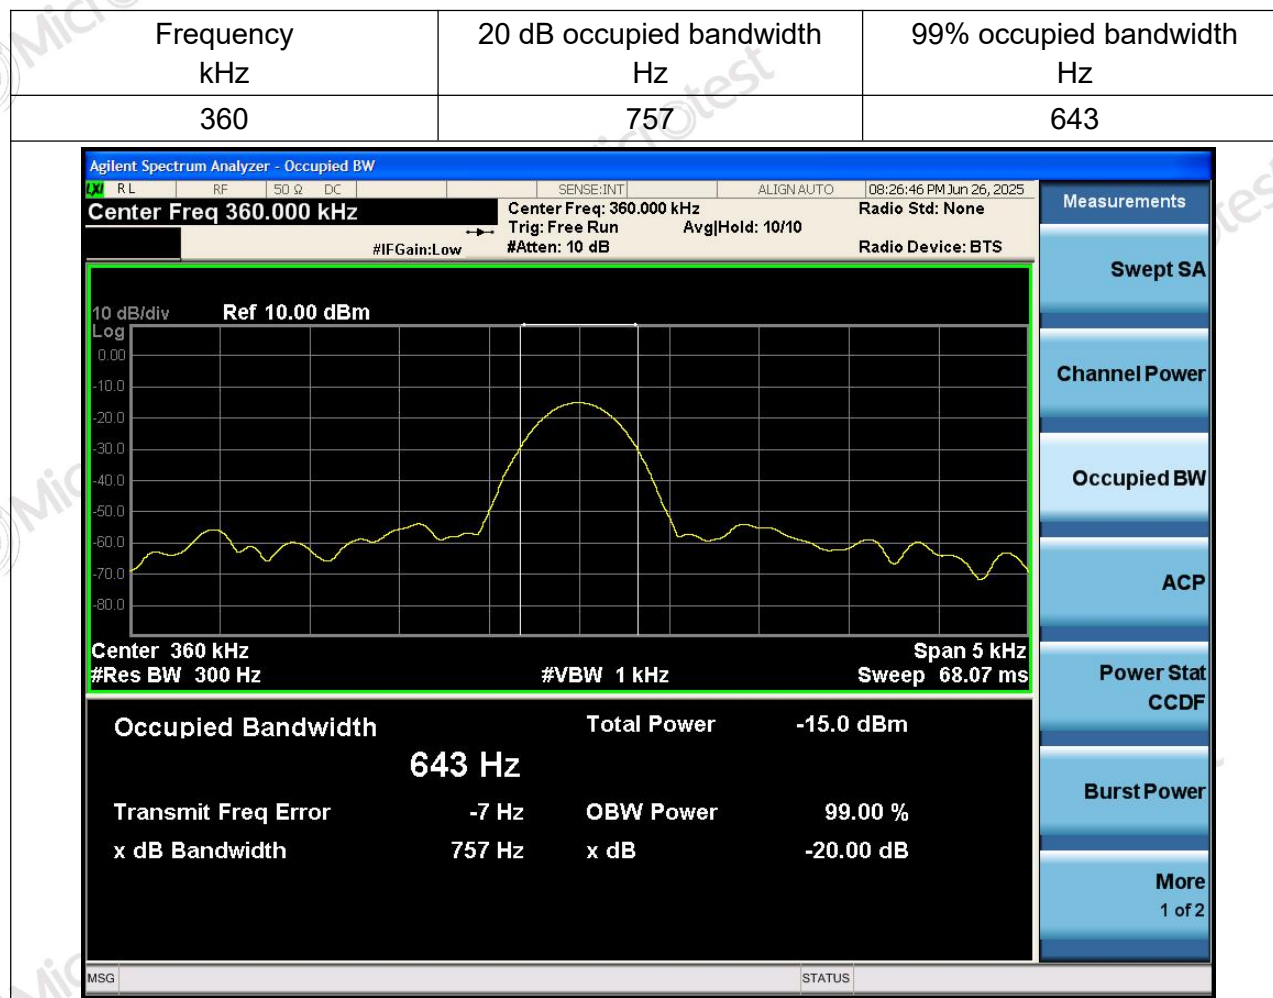 Frequency
kHz
20 dB occupied bandwidth
Hz
99% occupied bandwidth
Hz
360
757
643
Agilent Spectrum Analyzer - Occupied BW
LXI RL RF 50 Ω DC SENSE:INT ALIGN AUTO 08:26:46 PM Jun 26, 2025
Center Freq 360.000 kHz
Center Freq: 360.000 kHz
Radio Std: None
Trig: Free Run Avg|Hold: 10/10
#IFGain:Low
#Atten: 10 dB
Radio Device: BTS
10 dB/div Ref 10.00 dBm
Log
0.00
-10.0
-20.0
-30.0
-40.0
-50.0
-60.0
-70.0
-80.0
Center 360 kHz Span 5 kHz
#Res BW 300 Hz #VBW 1 kHz Sweep 68.07 ms
Occupied Bandwidth
643 Hz
Total Power -15.0 dBm
Transmit Freq Error -7 Hz OBW Power 99.00 %
x dB Bandwidth 757 Hz x dB -20.00 dB
MSG STATUS
Measurements
Swept SA
Channel Power
Occupied BW
ACP
Power Stat
CCDF
Burst Power
More
1 of 2
Microtest